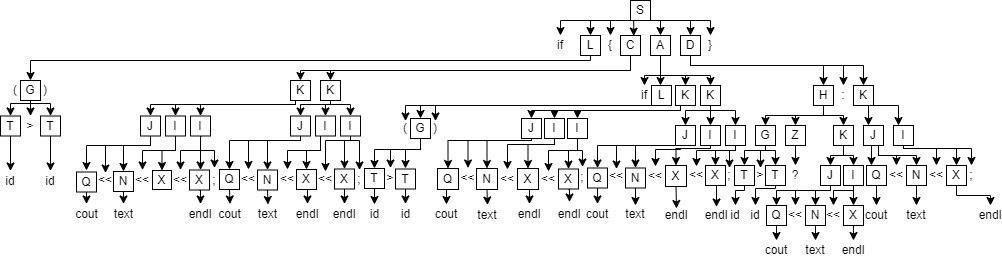 S
if L { C A D }
( G ) K K if L K K H : K
T > T J I I J I I ( G ) J I I J I I G Z K J I
id id Q << N << X << X ; Q << N << X << X ; T > T Q << N << X << X ; Q << N << X << X ; T > T ? J I Q << N << X ;
cout text endl cout text endl endl id id cout text endl endl cout text endl endl id id Q << N << X cout text endl
cout text endl